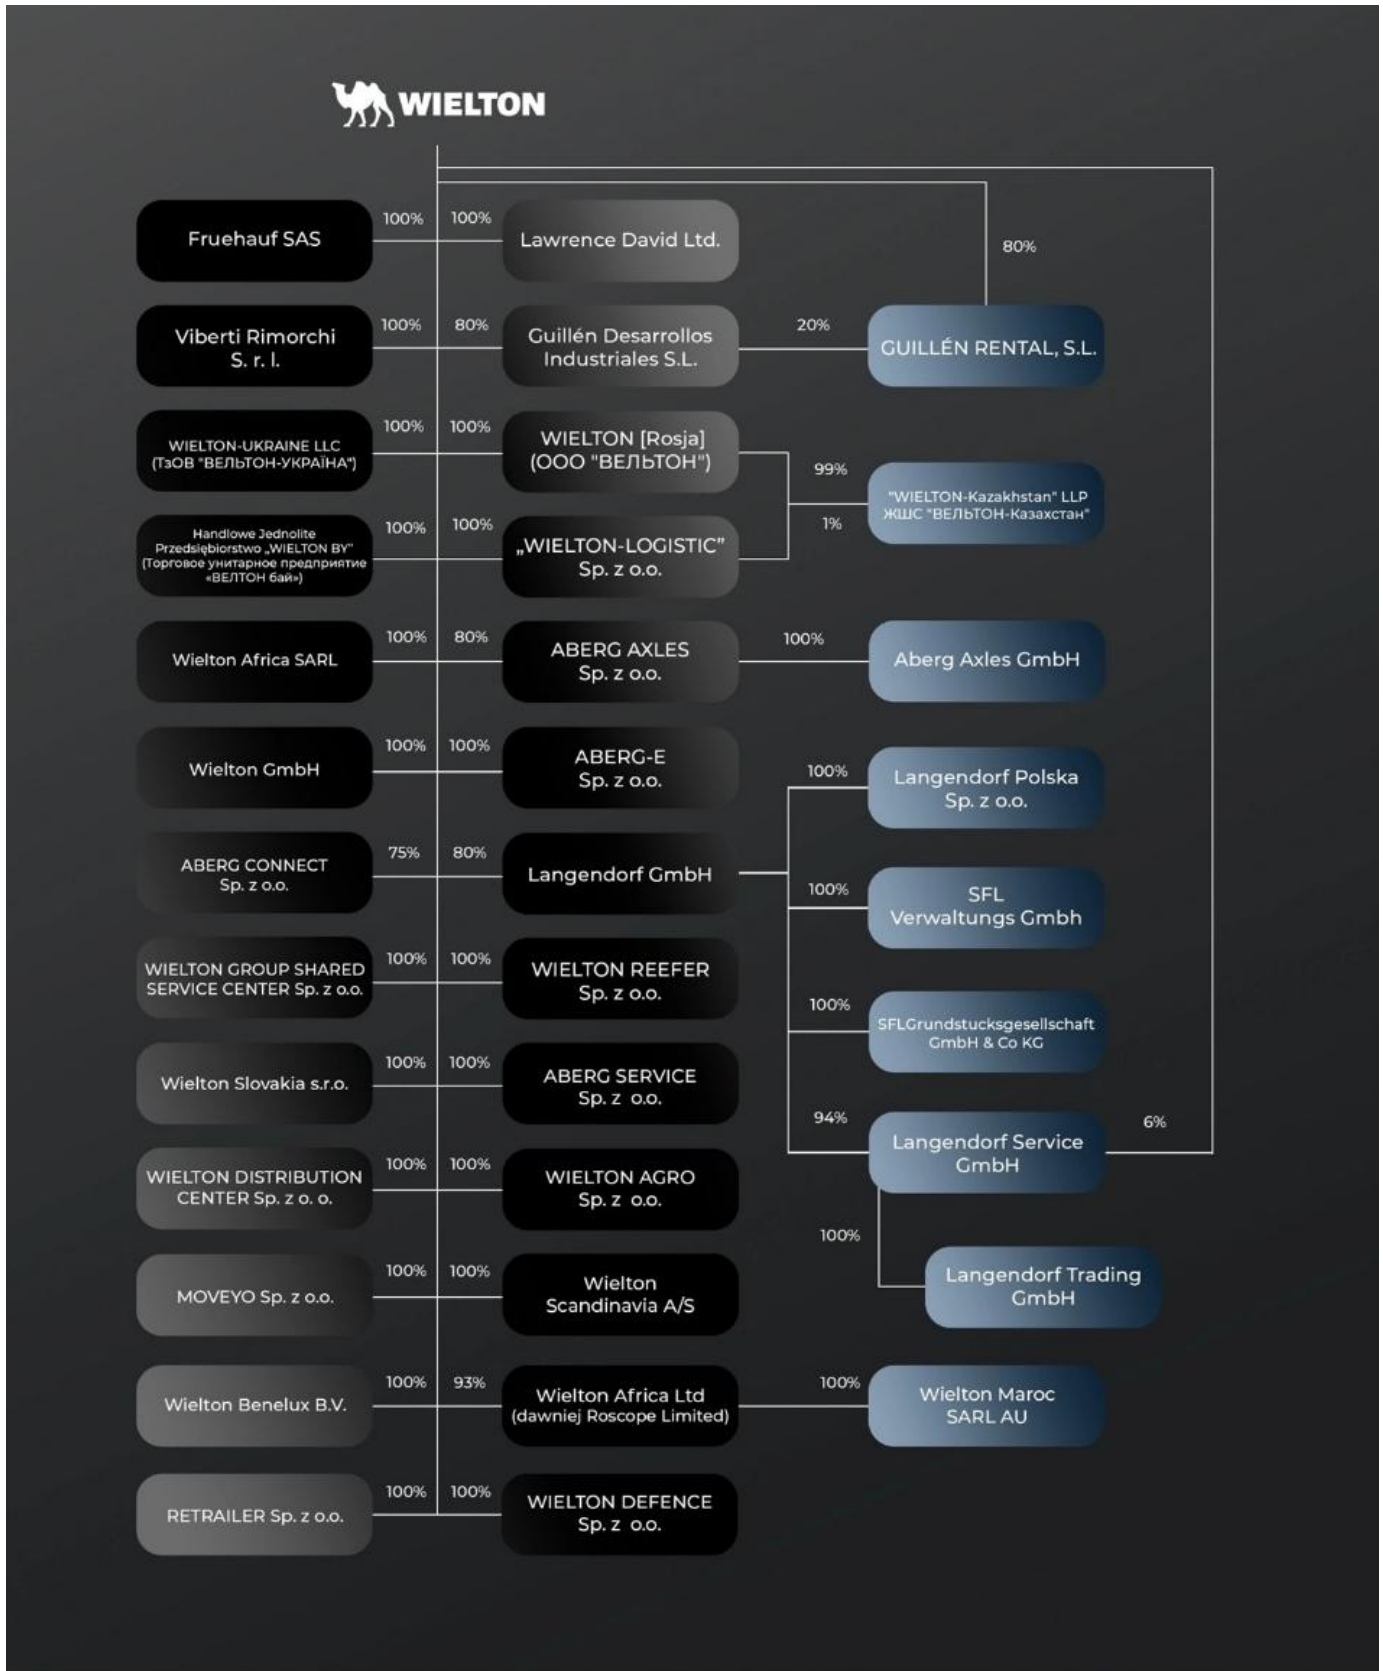 WIELTON
100% 100%
Fruehauf SAS
Lawrence David Ltd.
80%
100% 80% 20%
Viberti Rimorchi
S. r. l.
Guillén Desarrollos
Industriales S.L.
GUILLÉN RENTAL, S.L.
100% 100%
WIELTON-UKRAINE LLC
(ТзОВ "ВЕЛЬТОН-УКРАЇНА")
WIELTON [Rosja]
(ООО "ВЕЛЬТОН")
99%
"WIELTON-Kazakhstan" LLP
ЖШС "ВЕЛЬТОН-Казахстан"
1%
100% 100%
Handlowe Jednolite
Przedsiębiorstwo „WIELTON BY"
(Торговое унитарное предприятие
«ВЕЛТОН бай»)
„WIELTON-LOGISTIC”
Sp. z o.o.
100% 80% 100%
Wielton Africa SARL
ABERG AXLES
Sp. z o.o.
Aberg Axles GmbH
100% 100%
Wielton GmbH
ABERG-E
Sp. z o.o.
100%
Langendorf Polska
Sp. z o.o.
75% 80%
ABERG CONNECT
Sp. z o.o.
Langendorf GmbH
100%
SFL
Verwaltungs Gmbh
100% 100%
WIELTON GROUP SHARED
SERVICE CENTER Sp. z o.o.
WIELTON REEFER
Sp. z o.o.
100%
SFLGrundstucksgesellschaft
GmbH & Co KG
100% 100%
Wielton Slovakia s.r.o.
ABERG SERVICE
Sp. z o.o.
94%
Langendorf Service
GmbH
6%
100% 100%
WIELTON DISTRIBUTION
CENTER Sp. z o. o.
WIELTON AGRO
Sp. z o.o.
100%
Langendorf Trading
GmbH
100% 100%
MOVEYO Sp. z o.o.
Wielton
Scandinavia A/S
100% 93% 100%
Wielton Benelux B.V.
Wielton Africa Ltd
(dawniej Roscope Limited)
Wielton Maroc
SARL AU
100% 100%
RETRAILER Sp. z o.o.
WIELTON DEFENCE
Sp. z o.o.